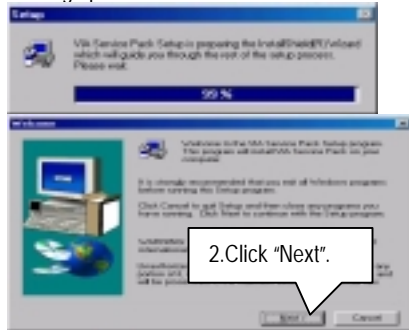 Setup
VIA Service Pack Setup is preparing the InstallShield(R) Wizard
which will guide you through the rest of the setup process.
Please wait.
99 %
Welcome
Welcome to the VIA Service Pack Setup program.
This program will install VIA Service Pack on your
computer.
It is strongly recommended that you exit all Windows programs
before running this Setup program.
Click Cancel to quit Setup and then close any programs you
have running. Click Next to continue with the Setup program.
2.Click “Next”.
Next
Cancel